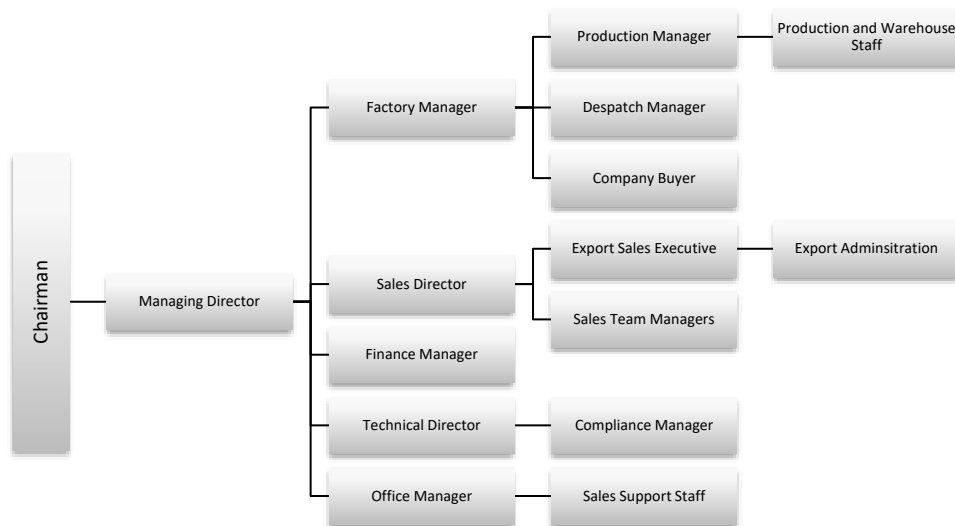 Chairman
Managing Director
Factory Manager
Production Manager
Production and Warehouse
Staff
Despatch Manager
Company Buyer
Sales Director
Export Sales Executive
Export Adminsitration
Sales Team Managers
Finance Manager
Technical Director
Compliance Manager
Office Manager
Sales Support Staff